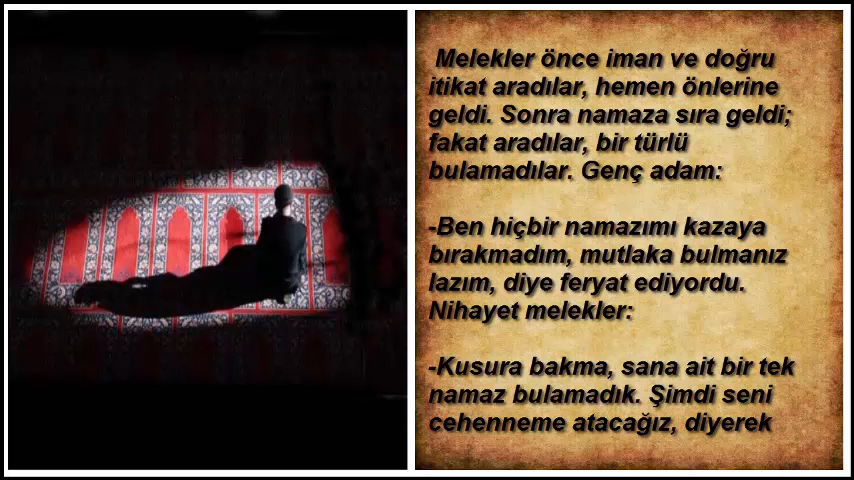 Melekler önce iman ve doğru
itikat aradılar, hemen önlerine
geldi. Sonra namaza sıra geldi;
fakat aradılar, bir türlü
bulamadılar. Genç adam:
-Ben hiçbir namazımı kazaya
bırakmadım, mutlaka bulmanız
lazım, diye feryat ediyordu.
Nihayet melekler:
-Kusura bakma, sana ait bir tek
namaz bulamadık. Şimdi seni
cehenneme atacağız, diyerek